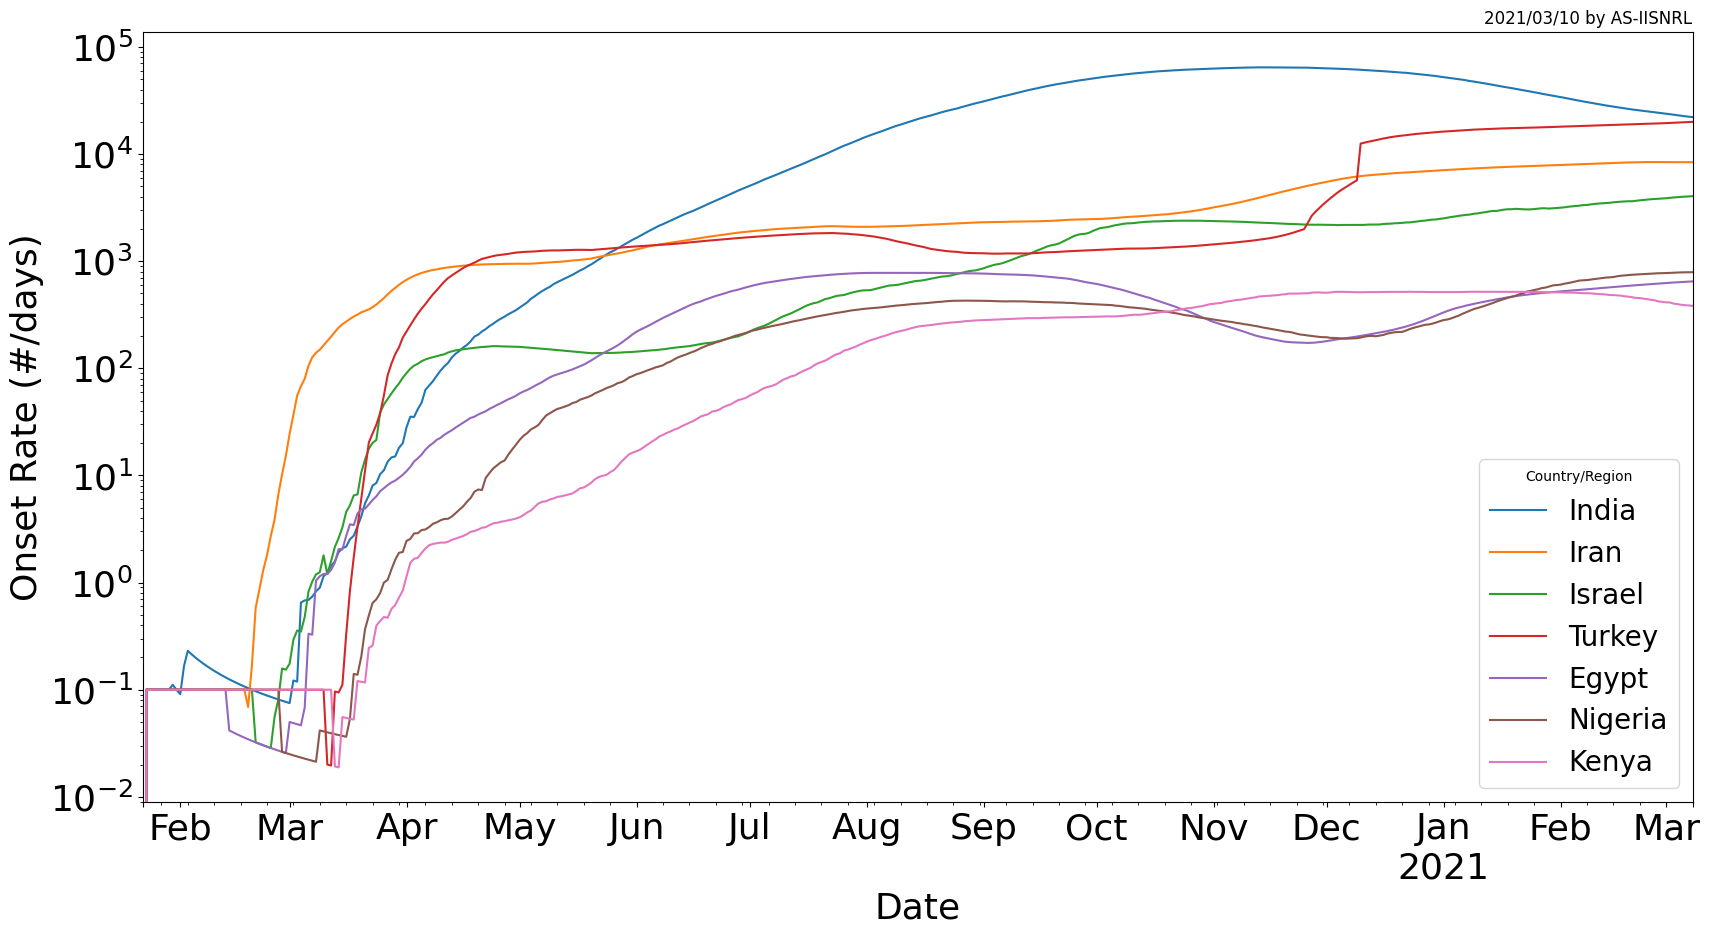 2021/03/10 by AS-IISNRL
10^5
10^4
10^3
10^2
10^1
10^0
10^−1
10^−2
Onset Rate (#/days)
Country/Region
India
Iran
Israel
Turkey
Egypt
Nigeria
Kenya
Feb Mar Apr May Jun Jul Aug Sep Oct Nov Dec Jan Feb Mar
2021
Date